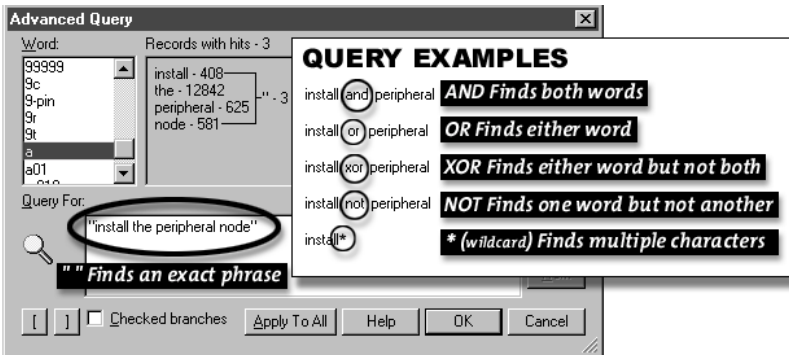 Advanced Query
Word:
Records with hits - 3
99999
9c
9-pin
9r
9t
a
a01
install - 408
the - 12842
peripheral - 625
node - 581
" - 3
QUERY EXAMPLES
install and peripheral AND Finds both words
install or peripheral OR Finds either word
install xor peripheral XOR Finds either word but not both
install not peripheral NOT Finds one word but not another
install* * (wildcard) Finds multiple characters
Query For:
"install the peripheral node"
" " Finds an exact phrase
[ ] Checked branches Apply To All Help OK Cancel